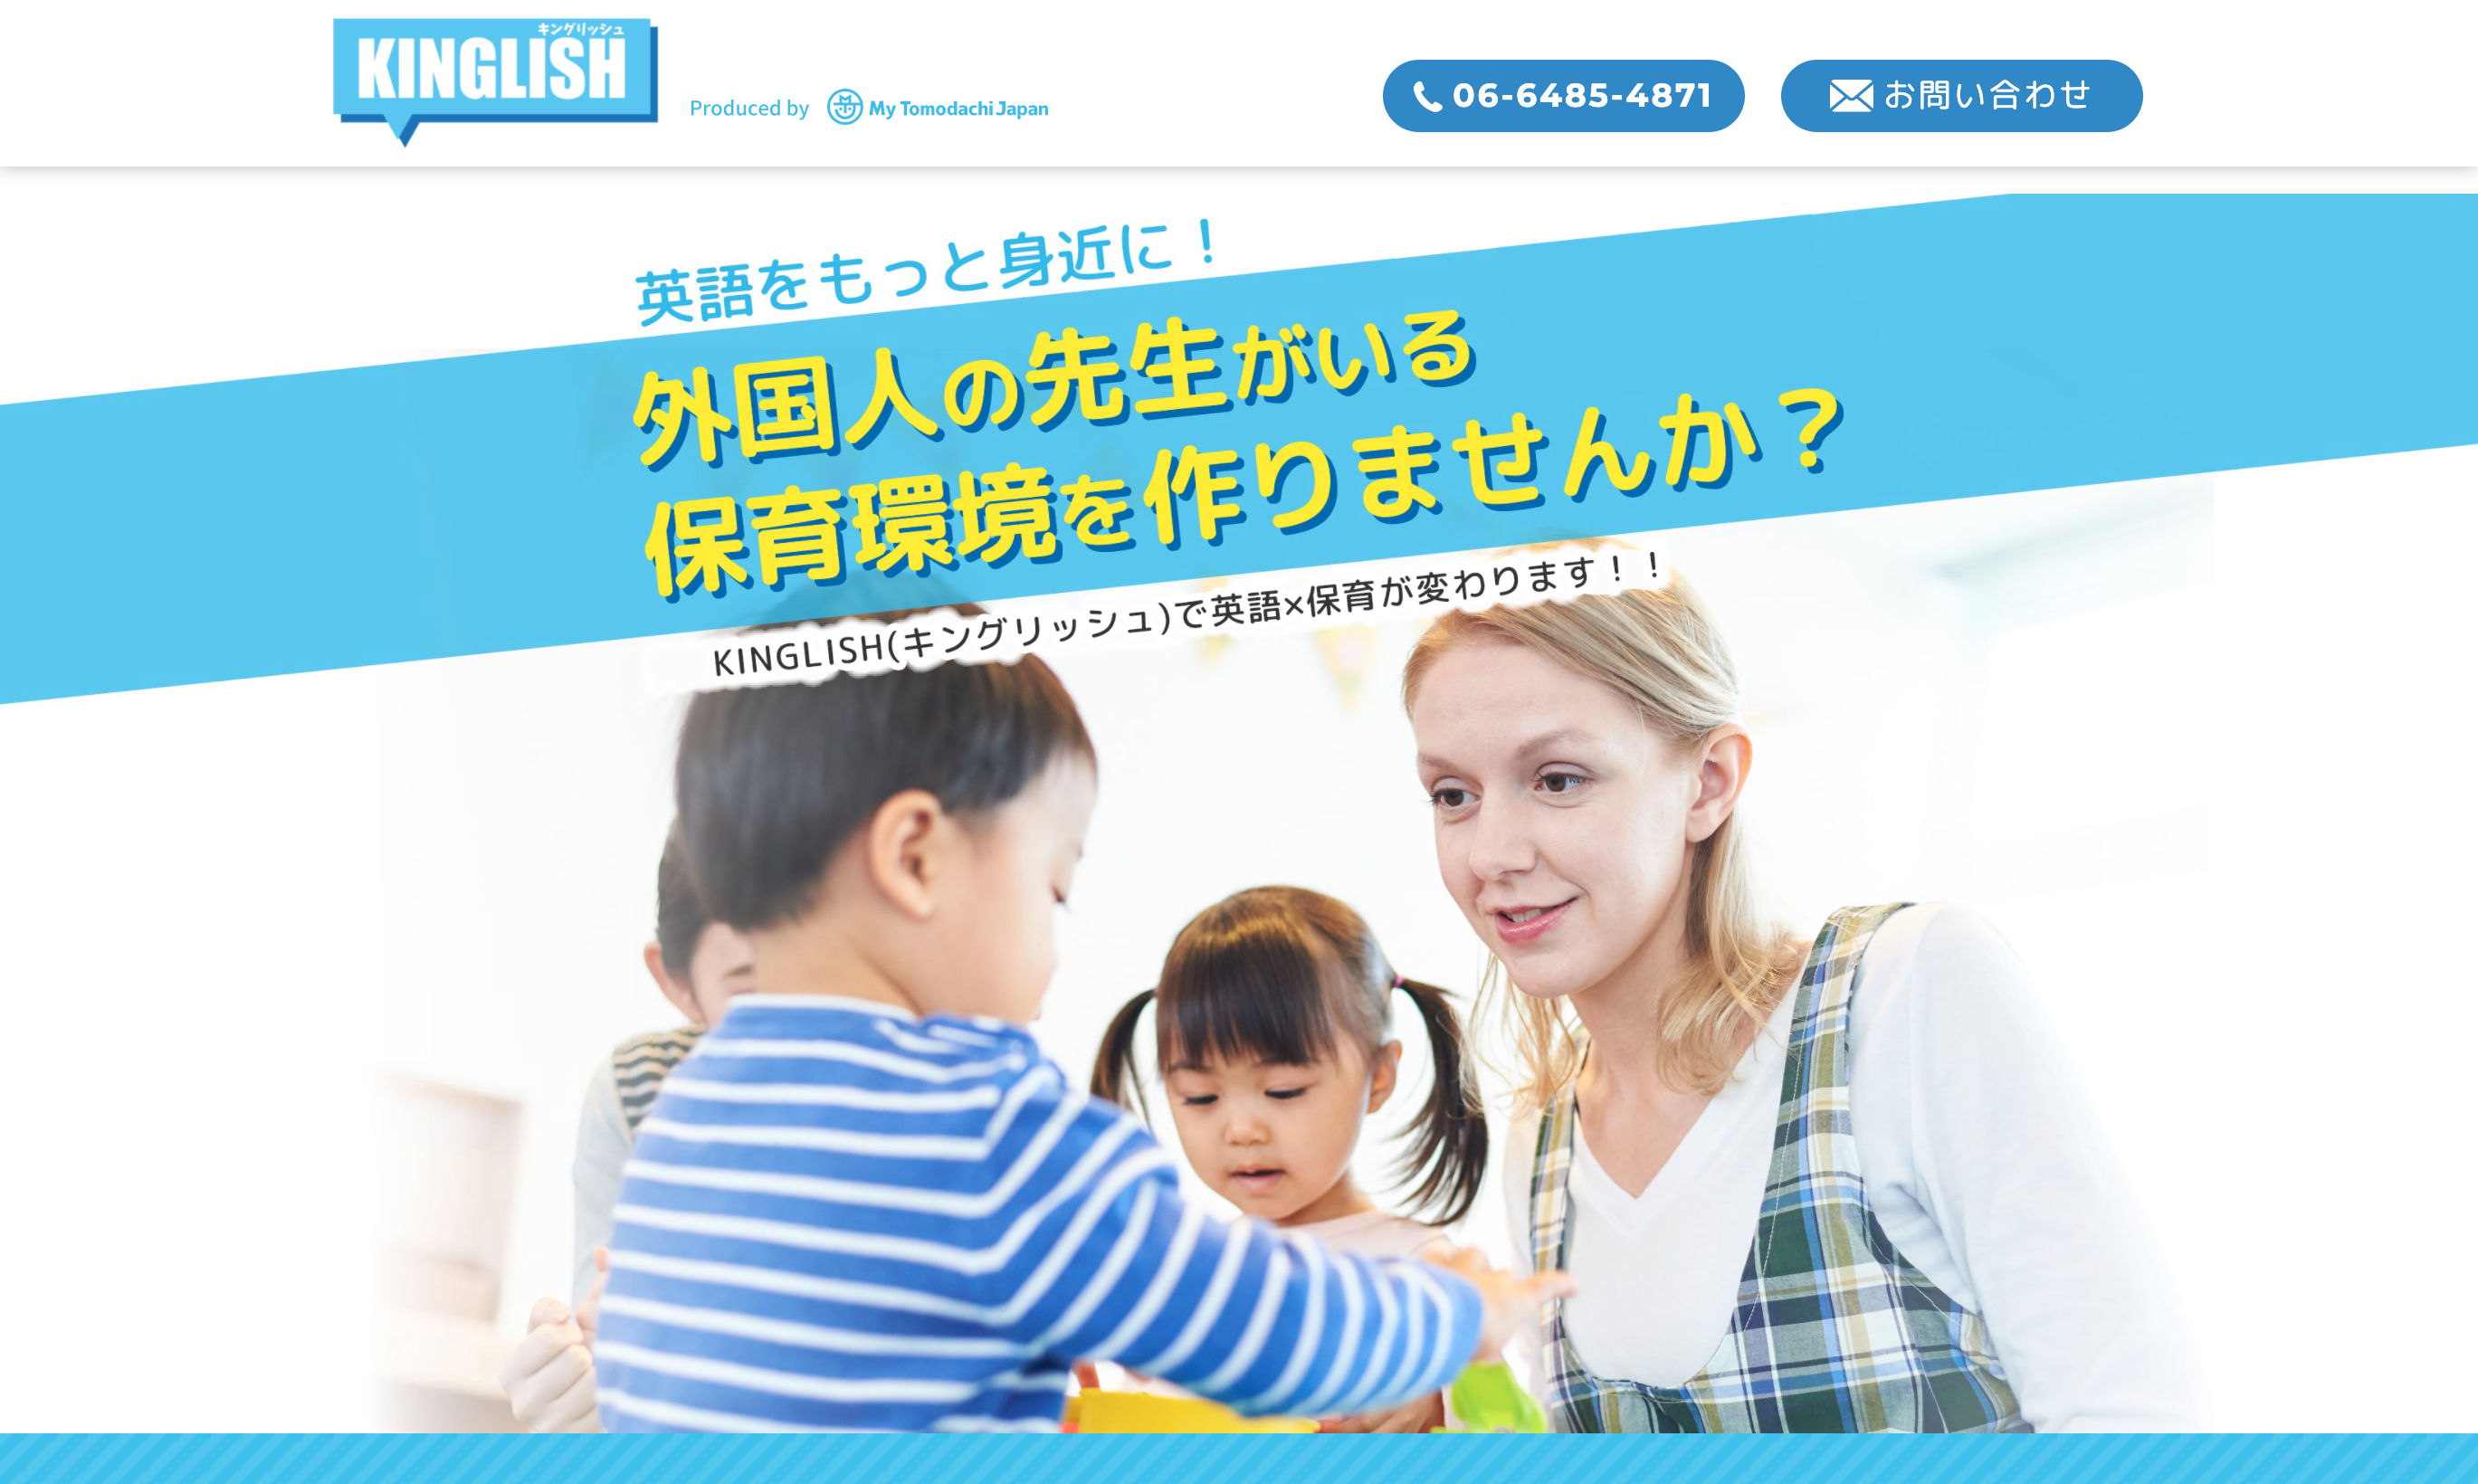 キングリッシュ
KINGLISH
Produced by My Tomodachi Japan
06-6485-4871
お問い合わせ
英語をもっと身近に！
外国人の先生がいる
保育環境を作りませんか？
KINGLISH(キングリッシュ)で英語×保育が変わります！！